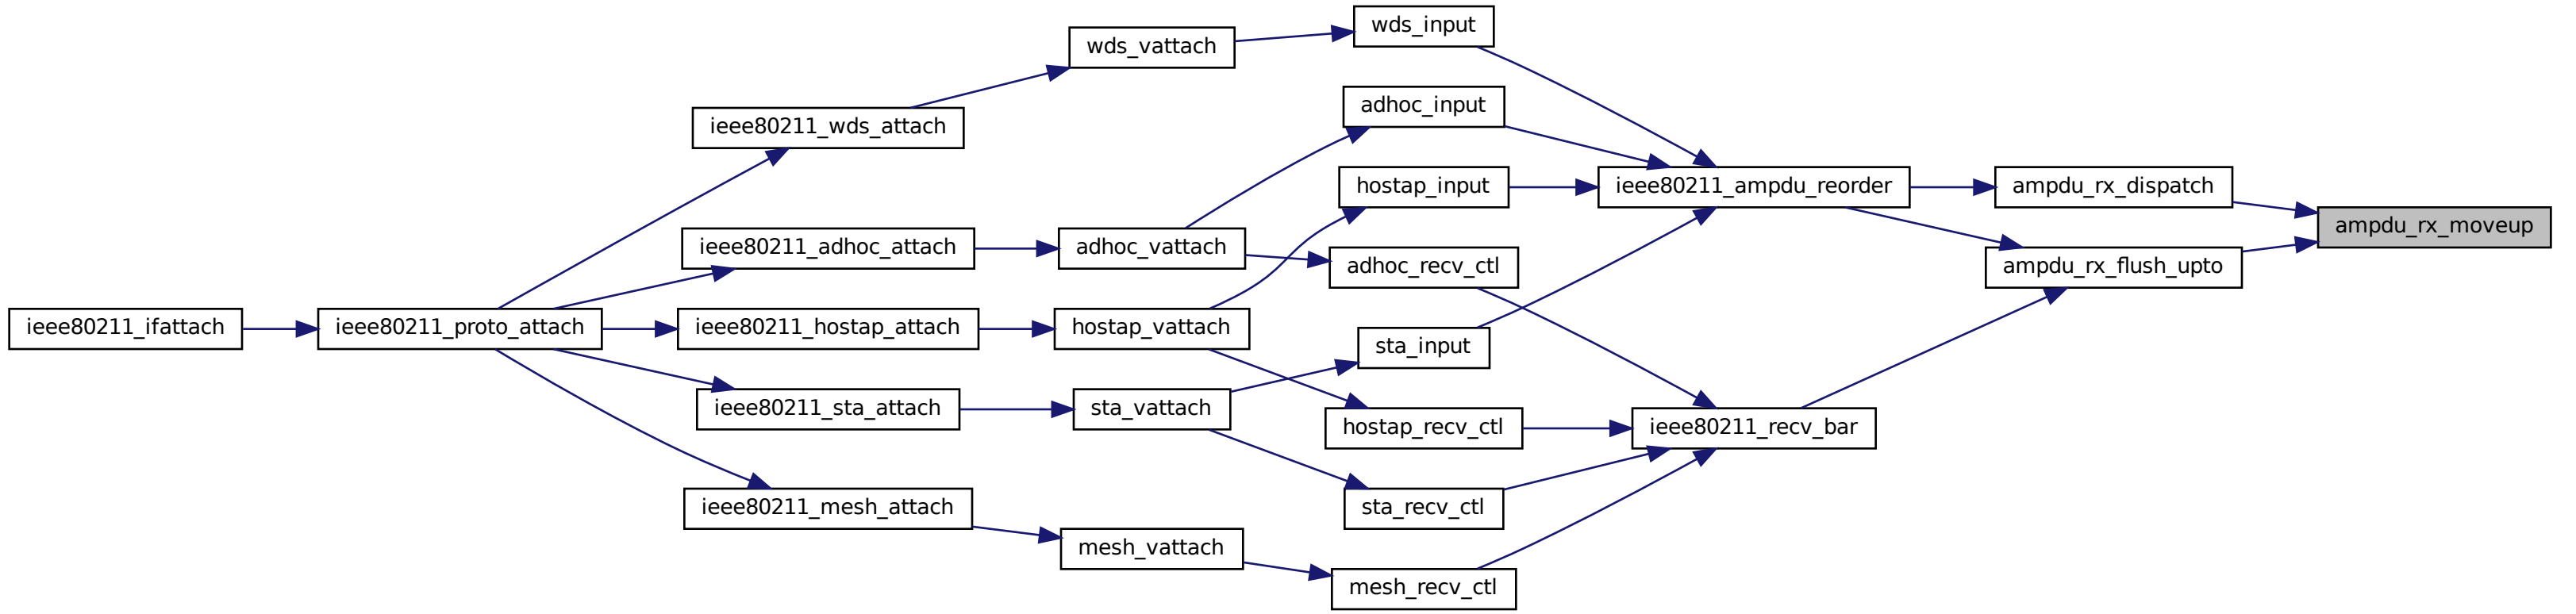 wds_input
wds_vattach
adhoc_input
ieee80211_wds_attach
hostap_input
ieee80211_ampdu_reorder
ampdu_rx_dispatch
ampdu_rx_moveup
ieee80211_adhoc_attach
adhoc_vattach
adhoc_recv_ctl
ampdu_rx_flush_upto
ieee80211_ifattach
ieee80211_proto_attach
ieee80211_hostap_attach
hostap_vattach
sta_input
ieee80211_sta_attach
sta_vattach
hostap_recv_ctl
ieee80211_recv_bar
ieee80211_mesh_attach
sta_recv_ctl
mesh_vattach
mesh_recv_ctl